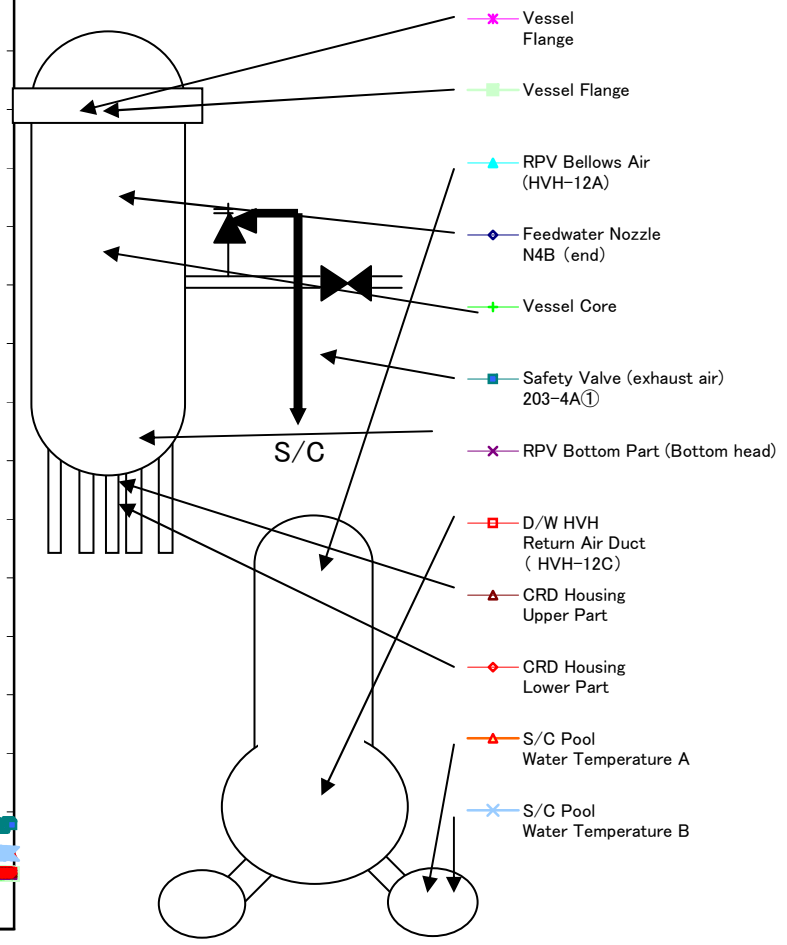 Vessel
Flange
Vessel Flange
RPV Bellows Air
(HVH-12A)
Feedwater Nozzle
N4B (end)
Vessel Core
Safety Valve (exhaust air)
203-4A①
S/C
RPV Bottom Part (Bottom head)
D/W HVH
Return Air Duct
( HVH-12C)
CRD Housing
Upper Part
CRD Housing
Lower Part
S/C Pool
Water Temperature A
S/C Pool
Water Temperature B